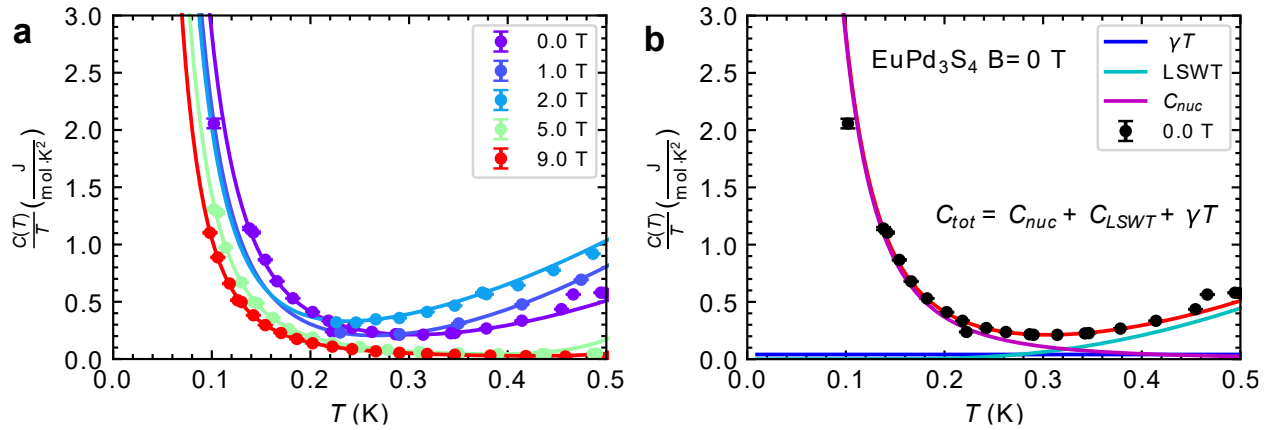 a
3.0
2.5
2.0
1.5
1.0
0.5
0.0
C(T)/T (J/mol·K²)
0.0 T
1.0 T
2.0 T
5.0 T
9.0 T
0.0 0.1 0.2 0.3 0.4 0.5
T (K)
b
3.0
2.5
2.0
1.5
1.0
0.5
0.0
C(T)/T (J/mol·K²)
EuPd₃S₄ B= 0 T
γT
LSWT
Cnuc
0.0 T
Ctot = Cnuc + CLSWT + γT
0.0 0.1 0.2 0.3 0.4 0.5
T (K)